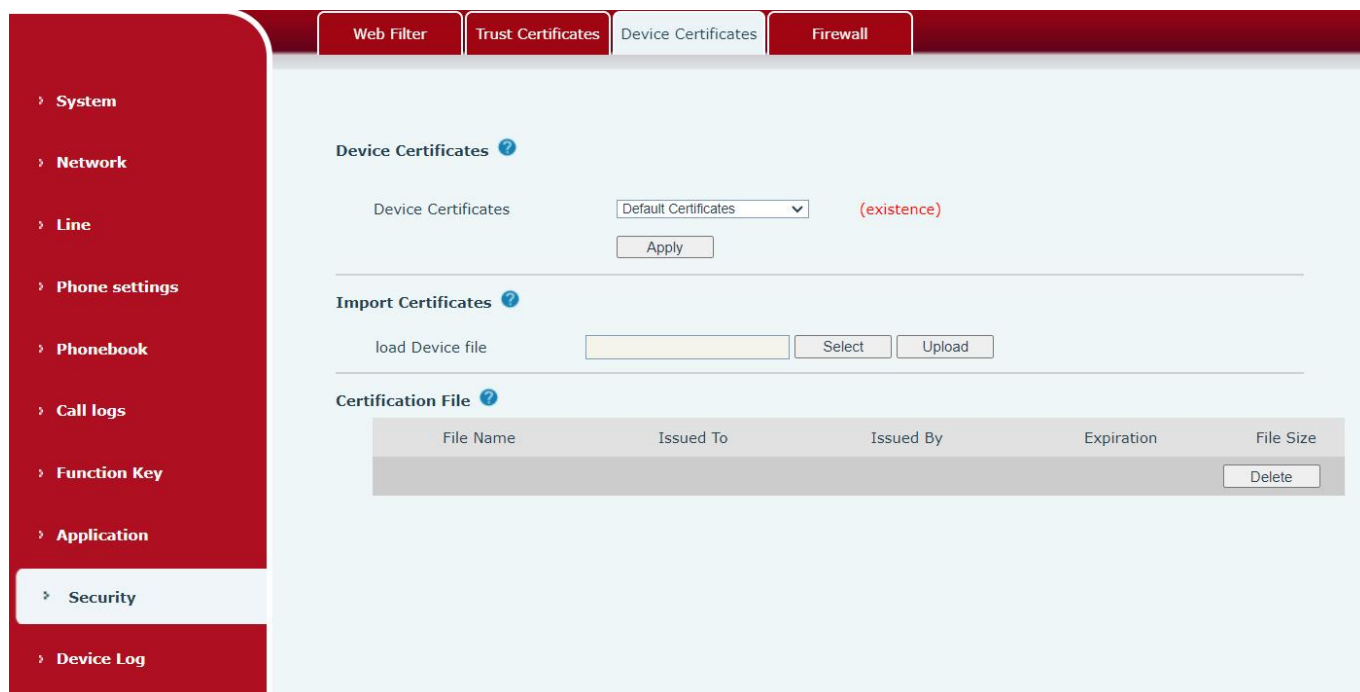 Web Filter Trust Certificates Device Certificates Firewall
System
Network
Line
Phone settings
Phonebook
Call logs
Function Key
Application
Security
Device Log
Device Certificates ?
Device Certificates Default Certificates (existence)
Apply
Import Certificates ?
load Device file Select Upload
Certification File ?
File Name Issued To Issued By Expiration File Size
Delete